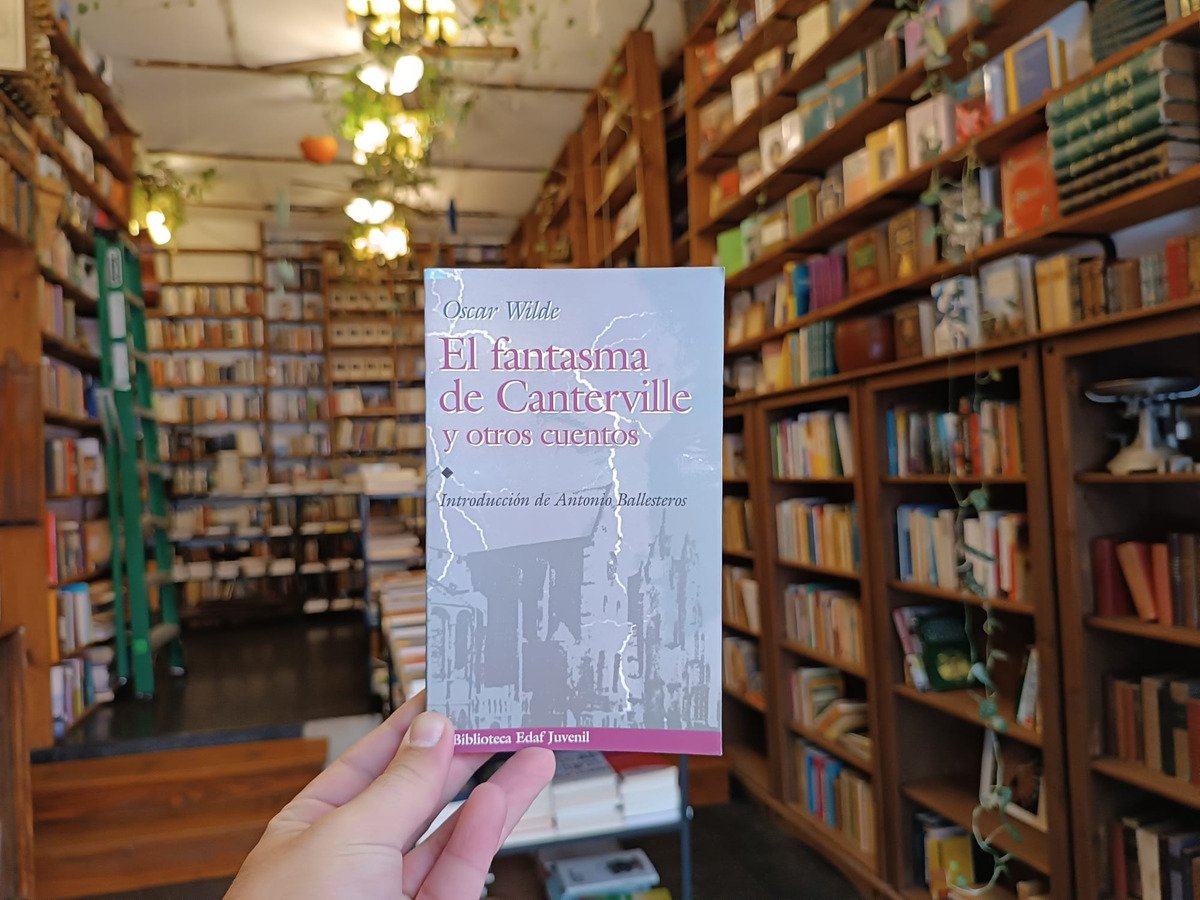 Oscar Wilde
El fantasma
de Canterville
y otros cuentos
Introducción de Antonio Ballesteros
Biblioteca Edaf Juvenil